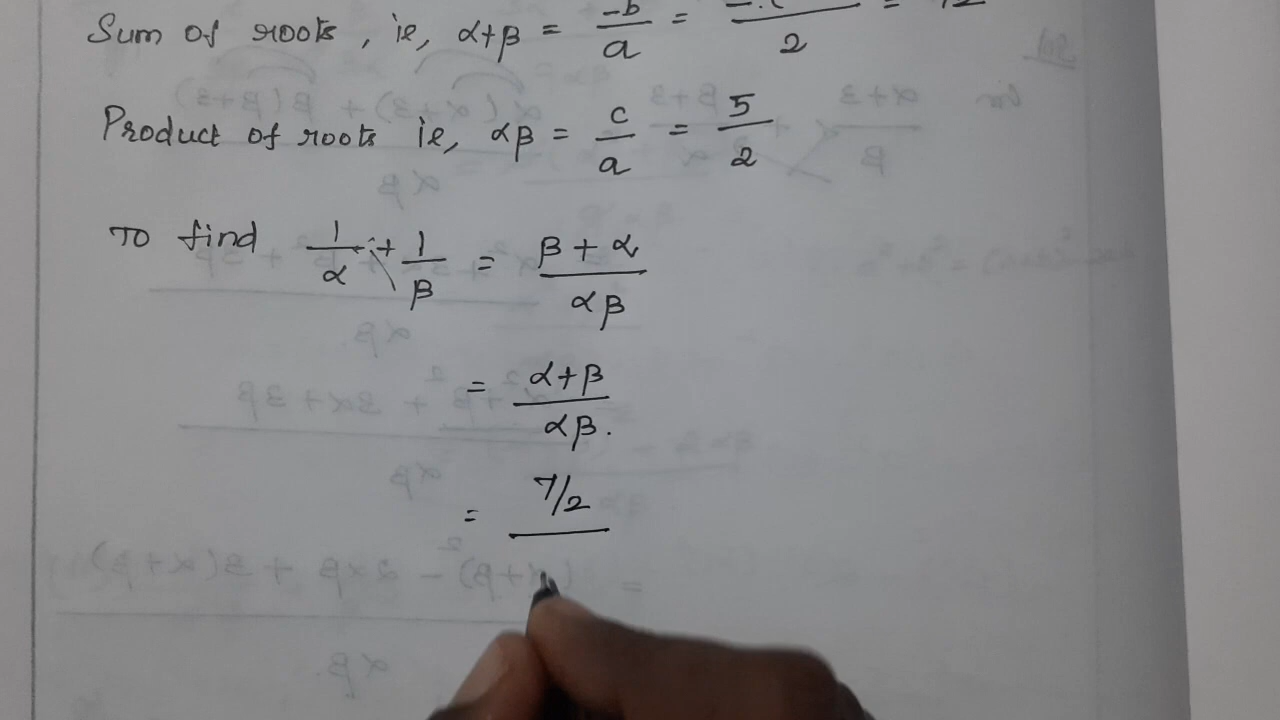 Sum of roots, ie, α+β = -b/a = /2 =
Product of roots ie, αβ = c/a = 5/2
To find 1/α + 1/β = β + α/αβ
= α+β/αβ.
= 7/2